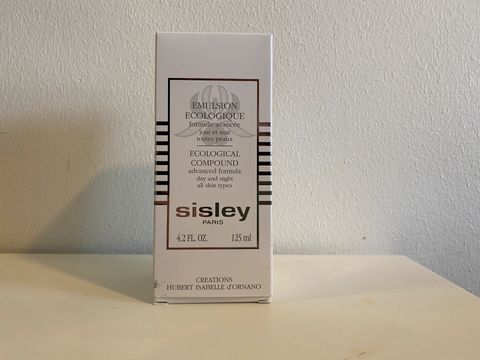 EMULSION
ECOLOGIQUE
formule avancée
jour et nuit
toutes peaux
ECOLOGICAL
COMPOUND
advanced formula
day and night
all skin types
sisley
PARIS
4.2 FL. OZ. 125 ml
CREATIONS
HUBERT ISABELLE d'ORNANO